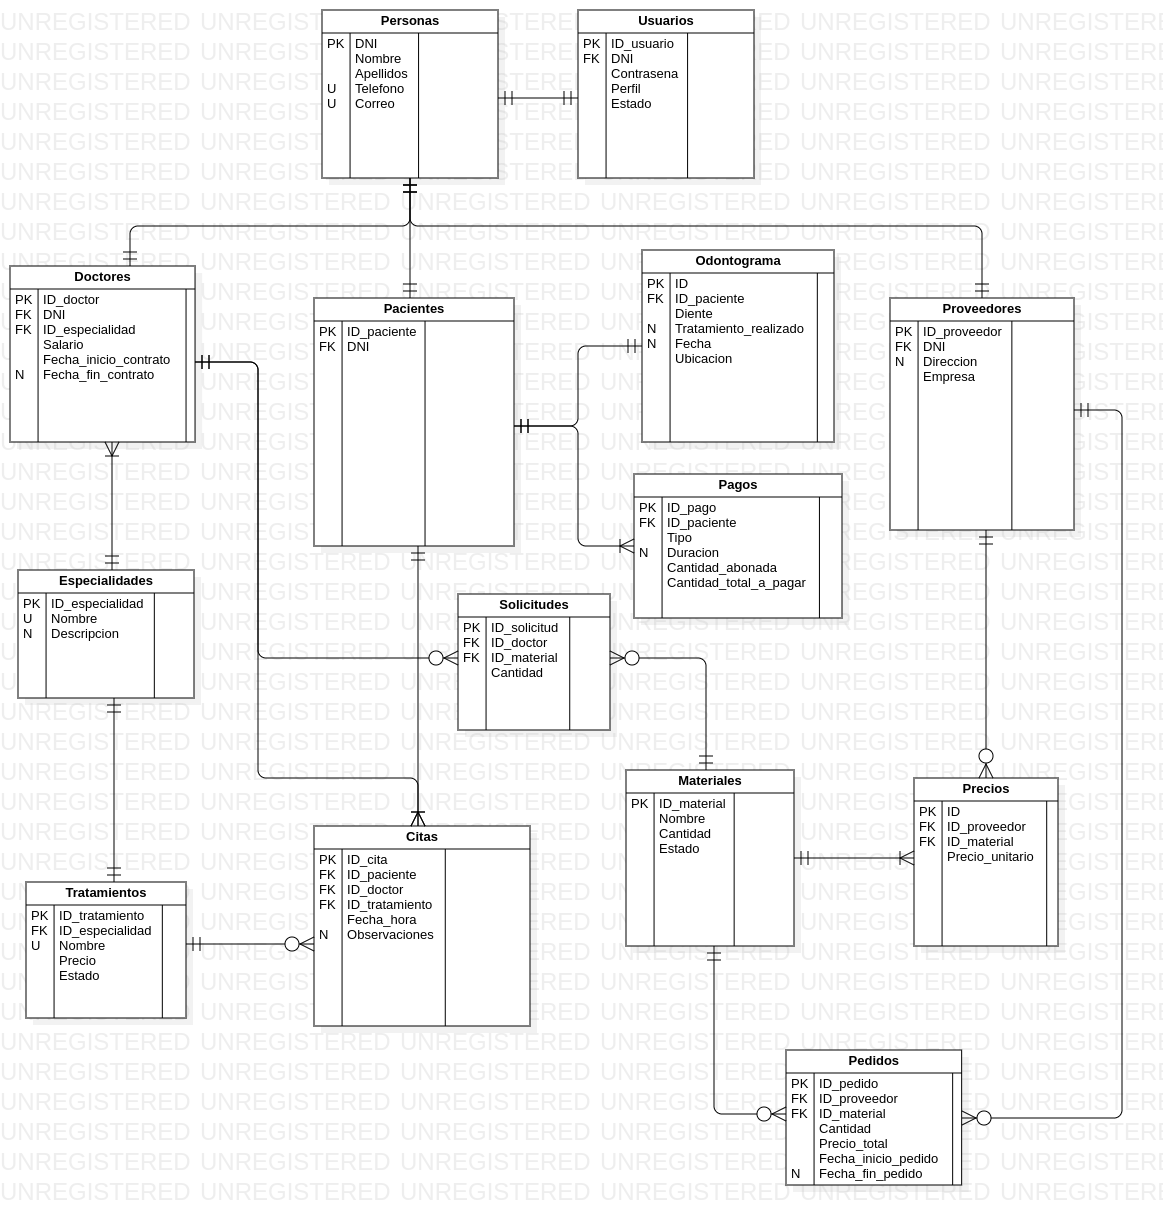 Personas
PK DNI
Nombre
Apellidos
U Telefono
U Correo
Usuarios
PK ID_usuario
FK DNI
Contrasena
Perfil
Estado
Doctores
PK ID_doctor
FK DNI
FK ID_especialidad
Salario
Fecha_inicio_contrato
N Fecha_fin_contrato
Pacientes
PK ID_paciente
FK DNI
Odontograma
PK ID
FK ID_paciente
Diente
N Tratamiento_realizado
N Fecha
Ubicacion
Proveedores
PK ID_proveedor
FK DNI
N Direccion
Empresa
Pagos
PK ID_pago
FK ID_paciente
Tipo
N Duracion
Cantidad_abonada
Cantidad_total_a_pagar
Especialidades
PK ID_especialidad
U Nombre
N Descripcion
Solicitudes
PK ID_solicitud
FK ID_doctor
FK ID_material
Cantidad
Materiales
PK ID_material
Nombre
Cantidad
Estado
Precios
PK ID
FK ID_proveedor
FK ID_material
Precio_unitario
Citas
PK ID_cita
FK ID_paciente
FK ID_doctor
FK ID_tratamiento
Fecha_hora
N Observaciones
Tratamientos
PK ID_tratamiento
FK ID_especialidad
U Nombre
Precio
Estado
Pedidos
PK ID_pedido
FK ID_proveedor
FK ID_material
Cantidad
Precio_total
Fecha_inicio_pedido
N Fecha_fin_pedido
UNREGISTERED